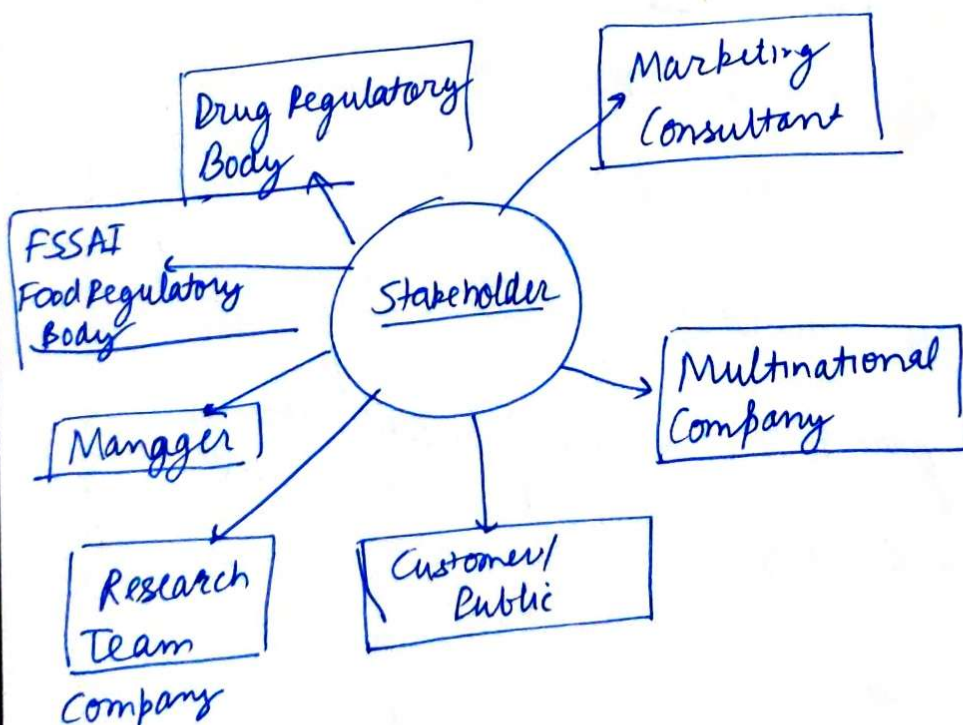 Drug Regulatory
Body
Marketing
Consultant
FSSAI
Food Regulatory
Body
Stakeholder
Multinational
Company
Mangger
Research
Team
Company
Customer/
Public